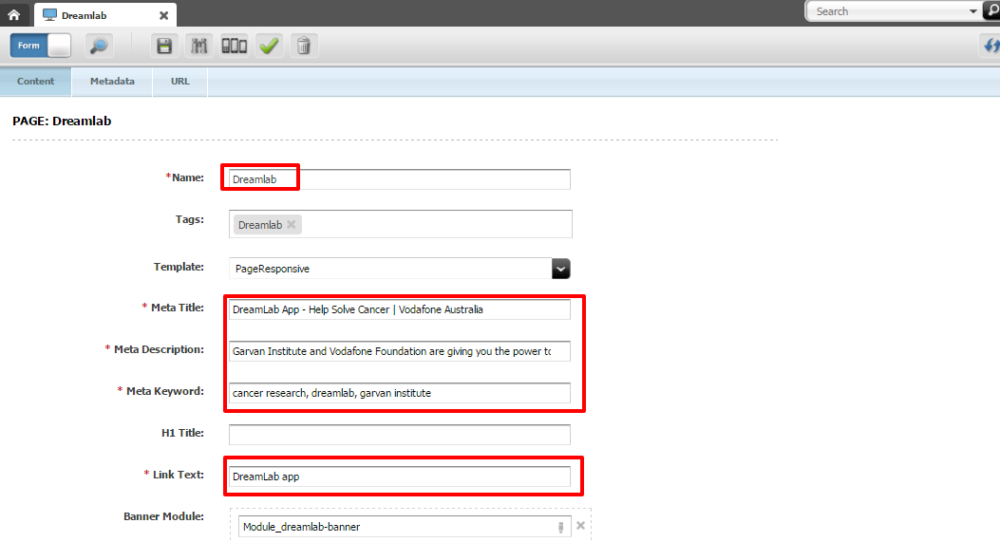 Dreamlab
Search
Form
Content Metadata URL
PAGE: Dreamlab
*Name: Dreamlab
Tags: Dreamlab
Template: PageResponsive
* Meta Title: DreamLab App - Help Solve Cancer | Vodafone Australia
* Meta Description: Garvan Institute and Vodafone Foundation are giving you the power to
* Meta Keyword: cancer research, dreamlab, garvan institute
H1 Title:
* Link Text: DreamLab app
Banner Module: Module_dreamlab-banner